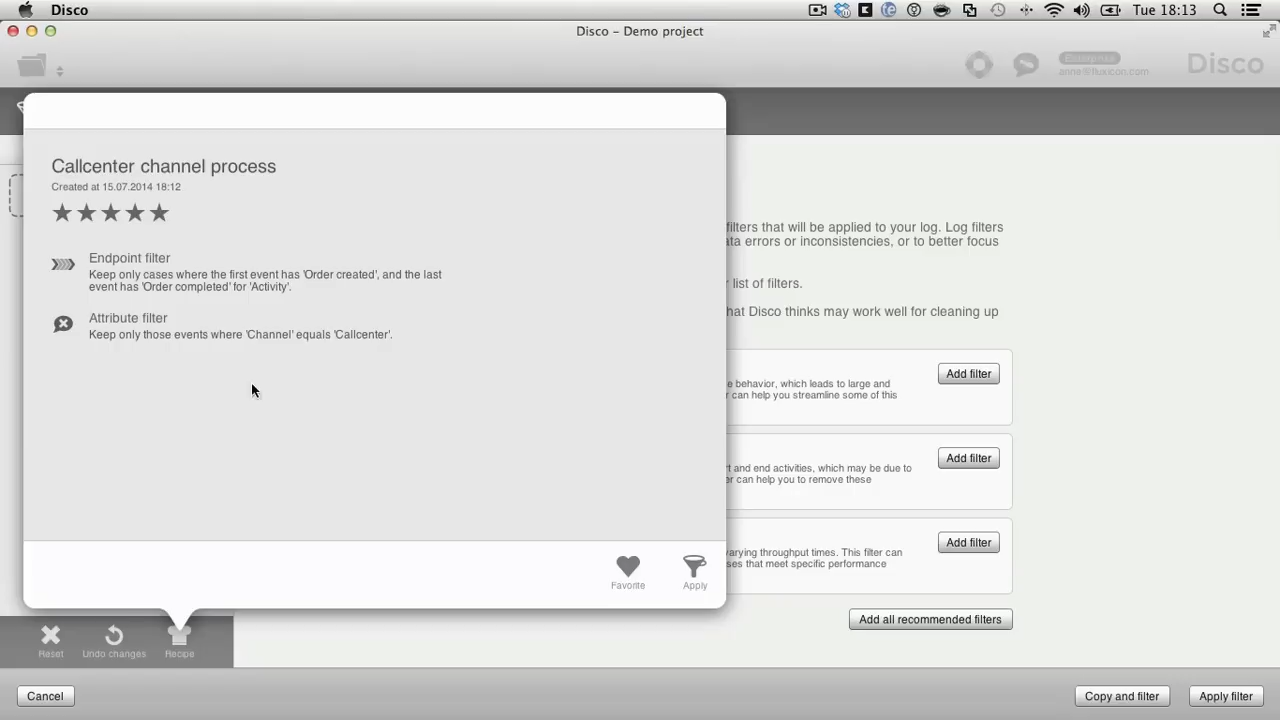 Disco
Tue 18:13
Disco – Demo project
Enterprise
anne@fluxicon.com
Disco
Callcenter channel process
Created at 15.07.2014 18:12
★★★★★
Endpoint filter
Keep only cases where the first event has 'Order created', and the last
event has 'Order completed' for 'Activity'.
Attribute filter
Keep only those events where 'Channel' equals 'Callcenter'.
Favorite
Apply
filters that will be applied to your log. Log filters
ata errors or inconsistencies, or to better focus
r list of filters.
hat Disco thinks may work well for cleaning up
e behavior, which leads to large and
r can help you streamline some of this
Add filter
rt and end activities, which may be due to
er can help you to remove these
Add filter
varying throughput times. This filter can
ses that meet specific performance
Add filter
Add all recommended filters
Reset
Undo changes
Recipe
Cancel
Copy and filter
Apply filter